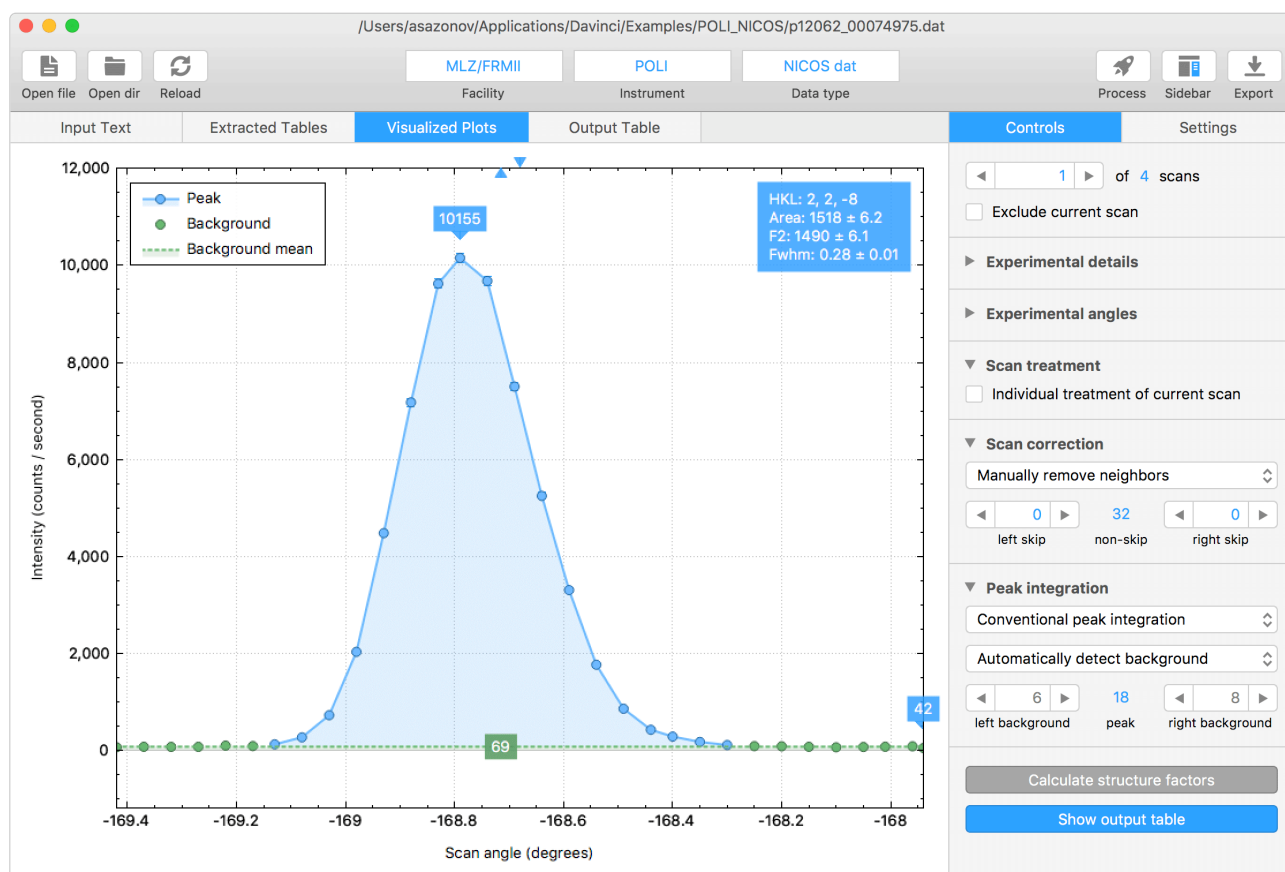 /Users/asazonov/Applications/Davinci/Examples/POLI_NICOS/p12062_00074975.dat
MLZ/FRMII POLI NICOS dat
Open file Open dir Reload Facility Instrument Data type Process Sidebar Export
Input Text Extracted Tables Visualized Plots Output Table Controls Settings
12,000
10,000
8,000
6,000
4,000
2,000
0
Intensity (counts / second)
Peak
Background
Background mean
10155
HKL: 2, 2, -8
Area: 1518 ± 6.2
F2: 1490 ± 6.1
Fwhm: 0.28 ± 0.01
42
69
-169.4 -169.2 -169 -168.8 -168.6 -168.4 -168.2 -168
Scan angle (degrees)
1 of 4 scans
Exclude current scan
Experimental details
Experimental angles
Scan treatment
Individual treatment of current scan
Scan correction
Manually remove neighbors
0 32 0
left skip non-skip right skip
Peak integration
Conventional peak integration
Automatically detect background
6 18 8
left background peak right background
Calculate structure factors
Show output table